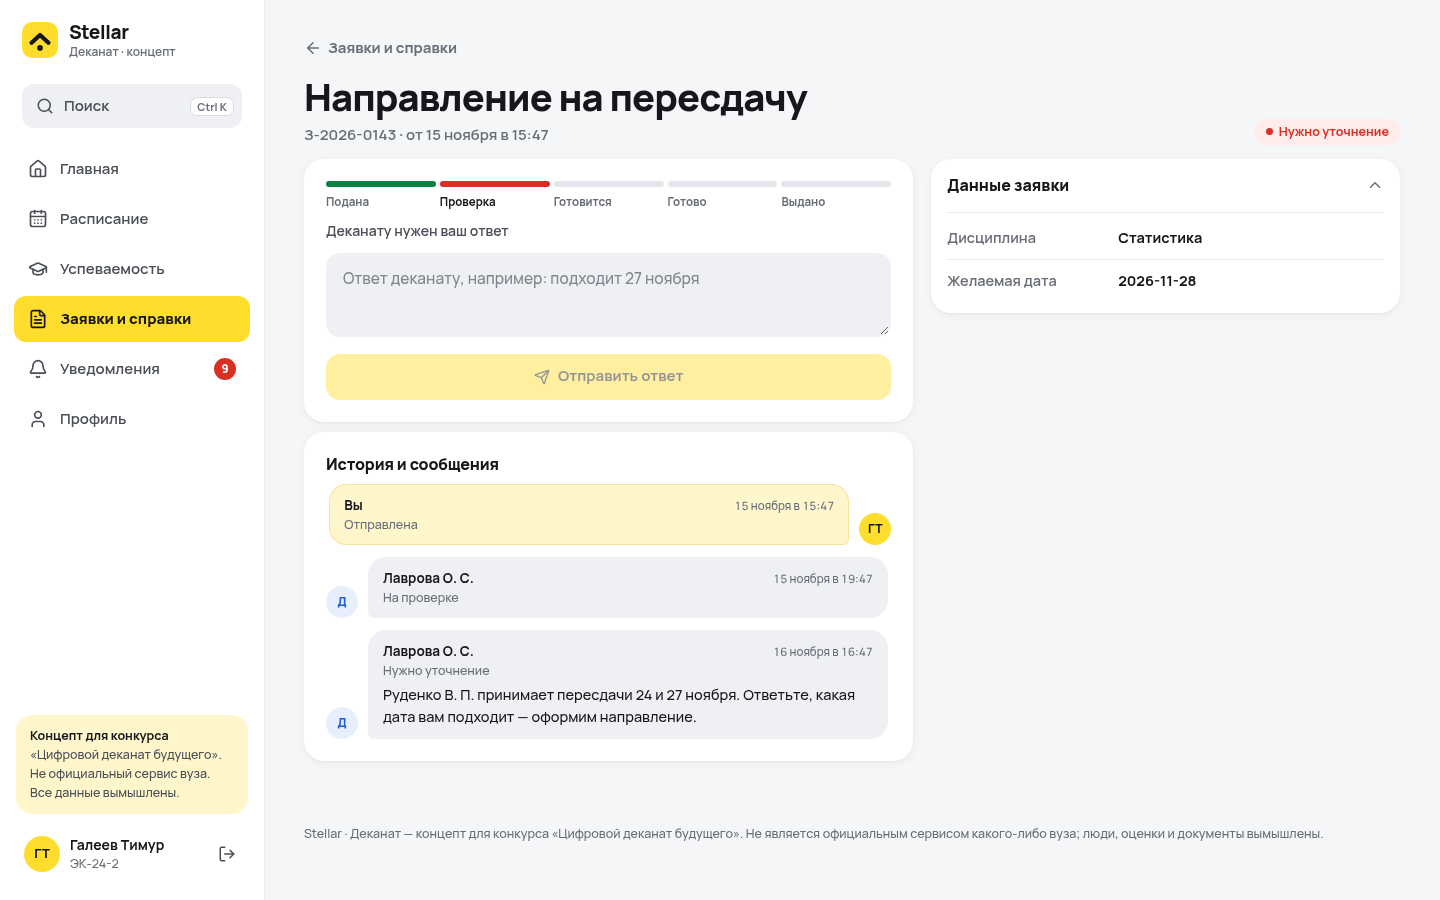 Stellar
Деканат · концепт
Поиск
Ctrl K
Главная
Расписание
Успеваемость
Заявки и справки
Уведомления
9
Профиль
Концепт для конкурса
«Цифровой деканат будущего».
Не официальный сервис вуза.
Все данные вымышлены.
ГТ
Галеев Тимур
ЭК-24-2
Заявки и справки
Направление на пересдачу
З-2026-0143 · от 15 ноября в 15:47
Нужно уточнение
Подана
Проверка
Готовится
Готово
Выдано
Деканату нужен ваш ответ
Ответ деканату, например: подходит 27 ноября
Отправить ответ
Данные заявки
Дисциплина
Статистика
Желаемая дата
2026-11-28
История и сообщения
Вы
15 ноября в 15:47
Отправлена
ГТ
Лаврова О. С.
15 ноября в 19:47
На проверке
Д
Лаврова О. С.
16 ноября в 16:47
Нужно уточнение
Руденко В. П. принимает пересдачи 24 и 27 ноября. Ответьте, какая
дата вам подходит — оформим направление.
Д
Stellar · Деканат — концепт для конкурса «Цифровой деканат будущего». Не является официальным сервисом какого-либо вуза; люди, оценки и документы вымышлены.